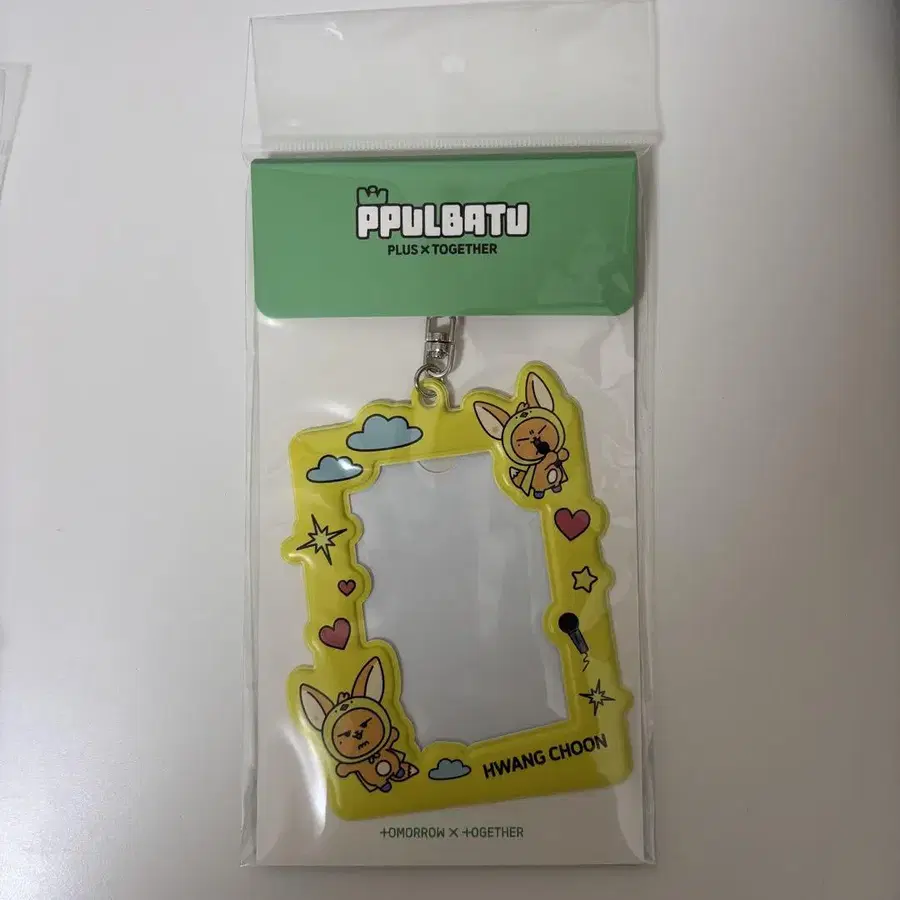 PPULBATU
PLUS × TOGETHER
HWANG CHOON
TOMORROW × TOGETHER